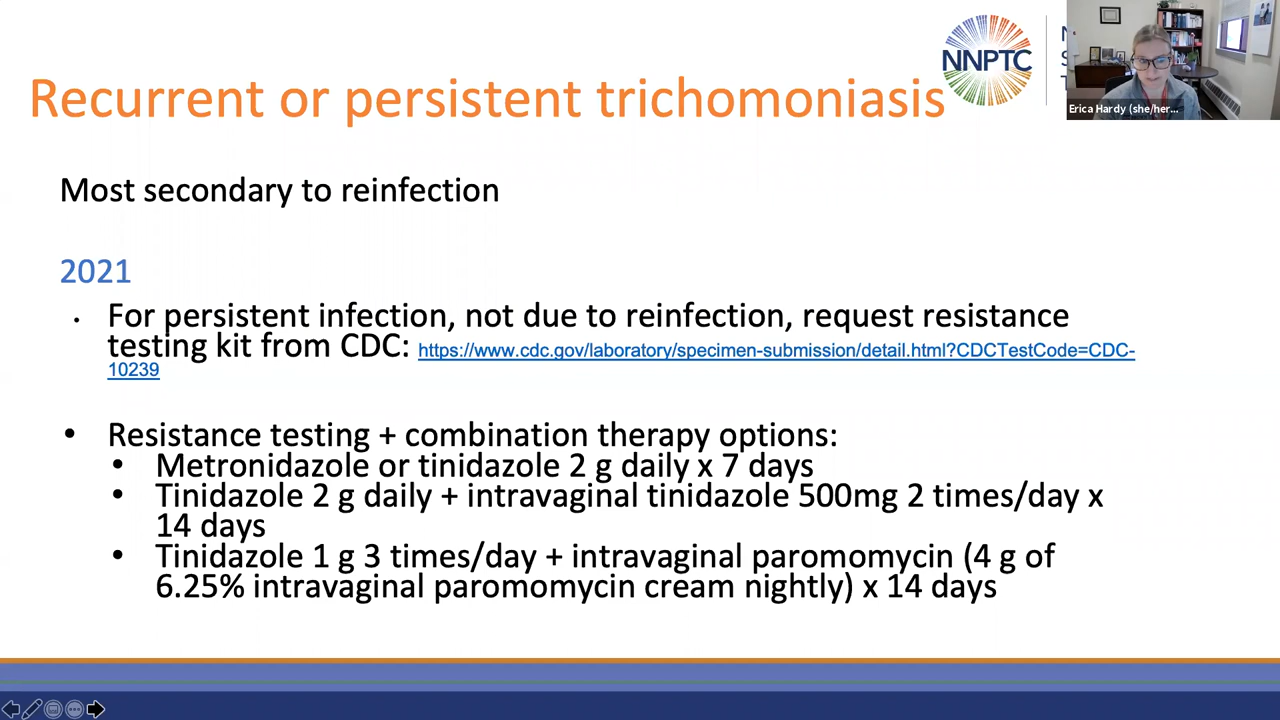 NNPTC
N
S
T
Erica Hardy (she/her...
Recurrent or persistent trichomoniasis
Most secondary to reinfection
2021
• For persistent infection, not due to reinfection, request resistance
testing kit from CDC: https://www.cdc.gov/laboratory/specimen-submission/detail.html?CDCTestCode=CDC-
10239
• Resistance testing + combination therapy options:
• Metronidazole or tinidazole 2 g daily x 7 days
• Tinidazole 2 g daily + intravaginal tinidazole 500mg 2 times/day x
14 days
• Tinidazole 1 g 3 times/day + intravaginal paromomycin (4 g of
6.25% intravaginal paromomycin cream nightly) x 14 days